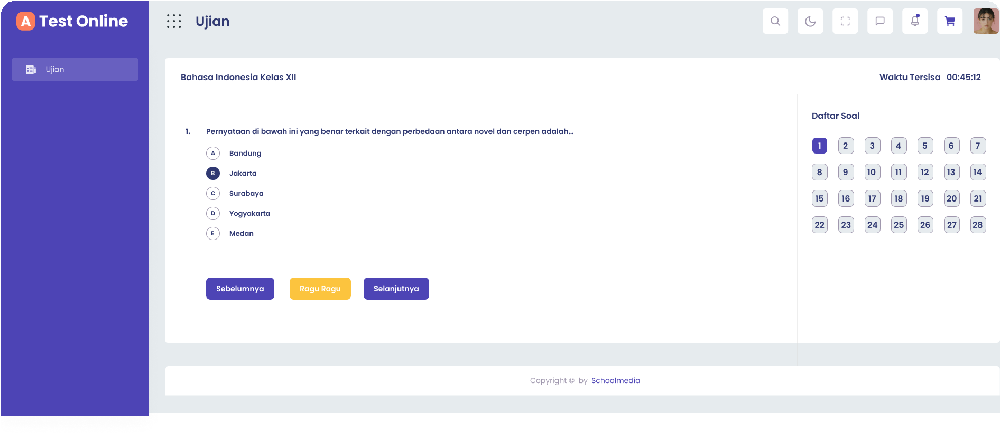 A Test Online
Ujian
Ujian
Bahasa Indonesia Kelas XII
Waktu Tersisa 00:45:12
1. Pernyataan di bawah ini yang benar terkait dengan perbedaan antara novel dan cerpen adalah...
A Bandung
B Jakarta
C Surabaya
D Yogyakarta
E Medan
Sebelumnya Ragu Ragu Selanjutnya
Daftar Soal
1 2 3 4 5 6 7
8 9 10 11 12 13 14
15 16 17 18 19 20 21
22 23 24 25 26 27 28
Copyright © by Schoolmedia